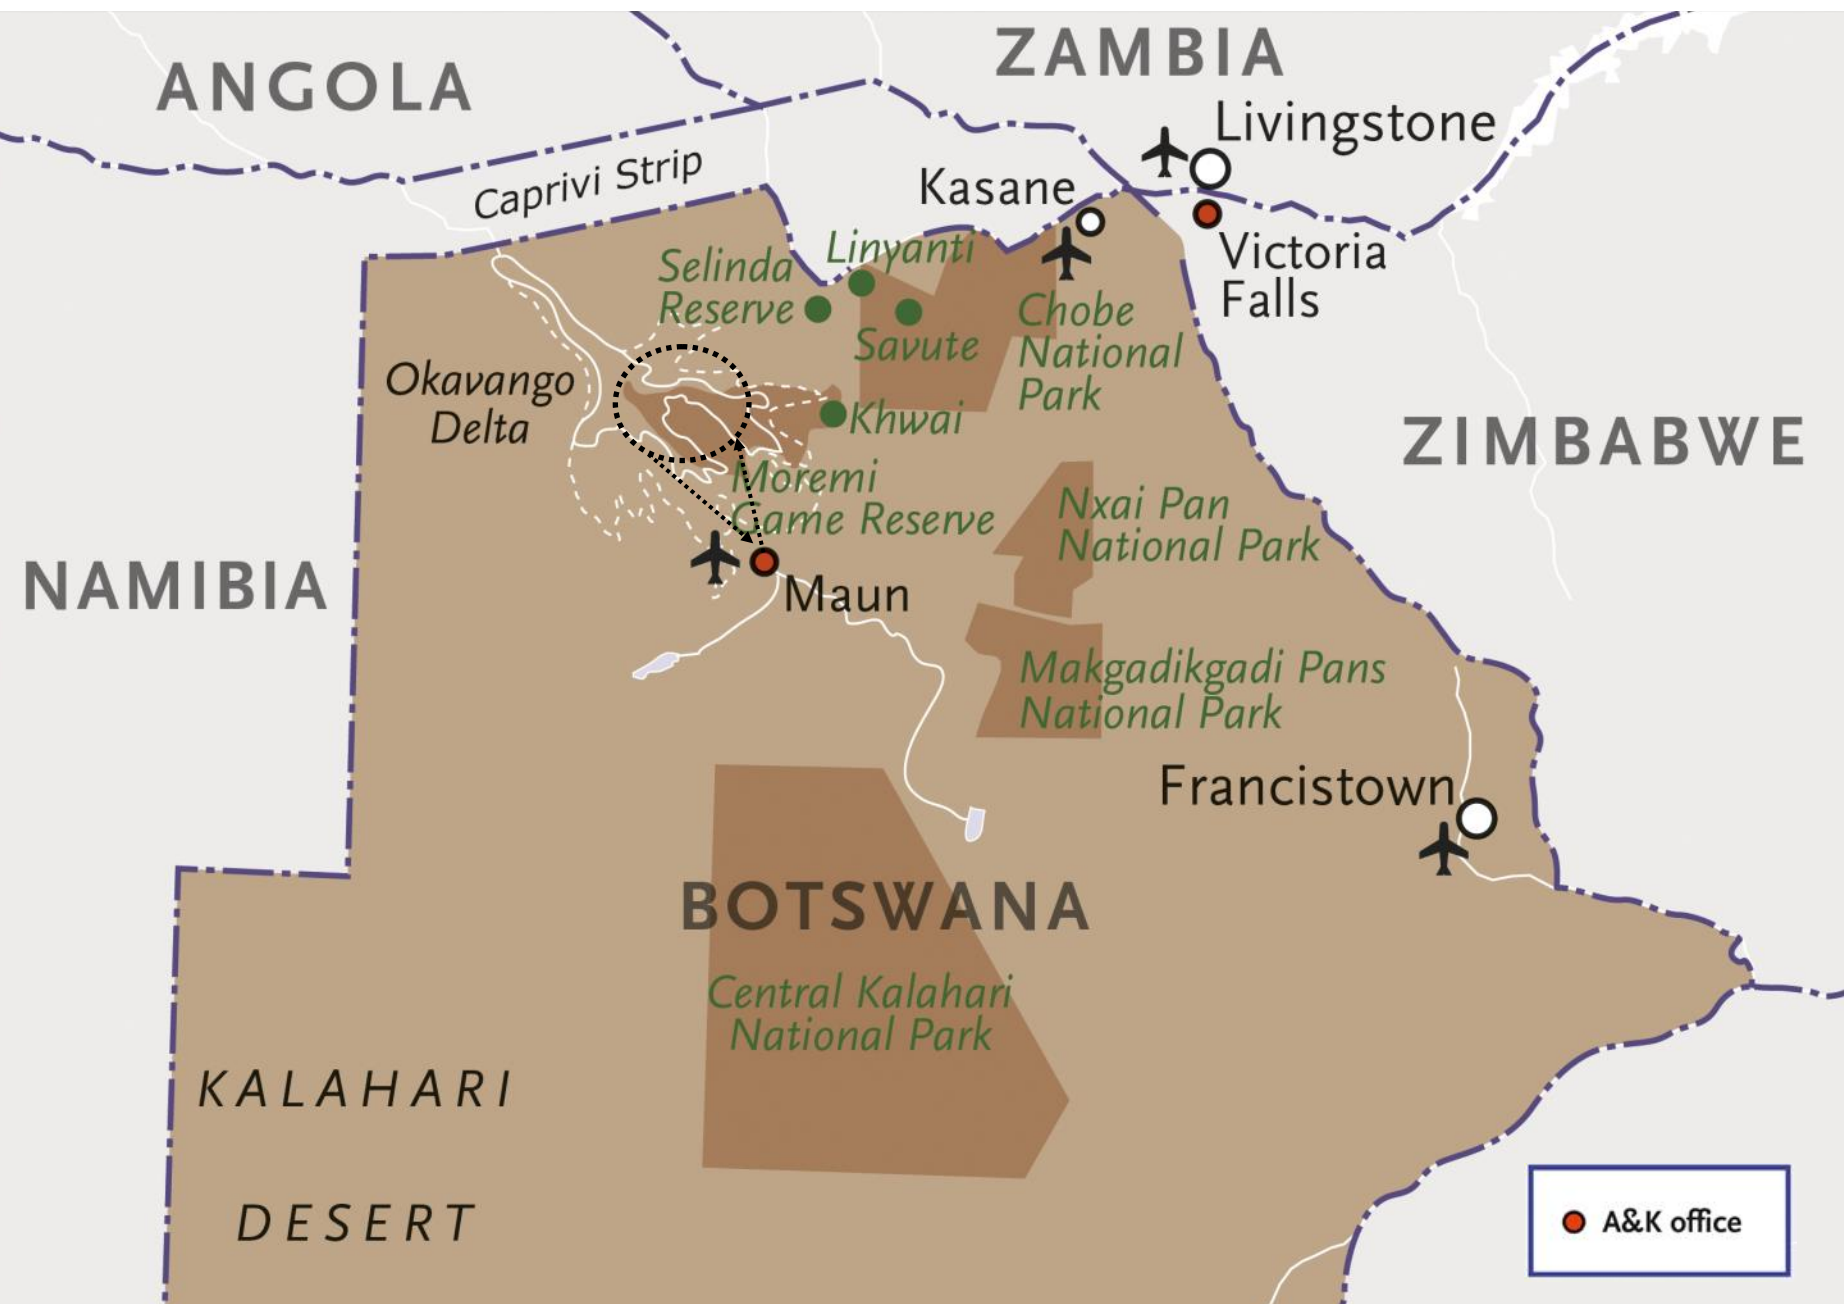 ZAMBIA
ANGOLA
Livingstone
Caprivi Strip
Kasane
Victoria
Falls
Linyanti
Selinda
Reserve
Chobe
National
Park
Savute
Okavango
Delta
Khwai
ZIMBABWE
Moremi
Game Reserve
Nxai Pan
National Park
NAMIBIA
Maun
Makgadikgadi Pans
National Park
Francistown
BOTSWANA
Central Kalahari
National Park
KALAHARI
DESERT
A&K office